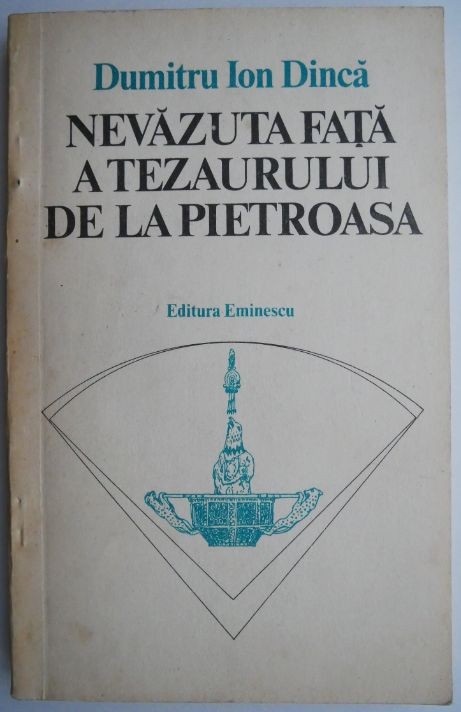 Dumitru Ion Dincă
NEVĂZUTA FAȚĂ
A TEZAURULUI
DE LA PIETROASA
Editura Eminescu